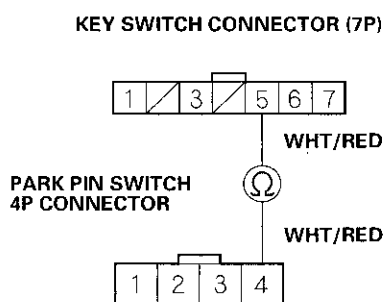 KEY SWITCH CONNECTOR (7P)
1 3 5 6 7
WHT/RED
Ω
PARK PIN SWITCH
4P CONNECTOR
WHT/RED
1 2 3 4